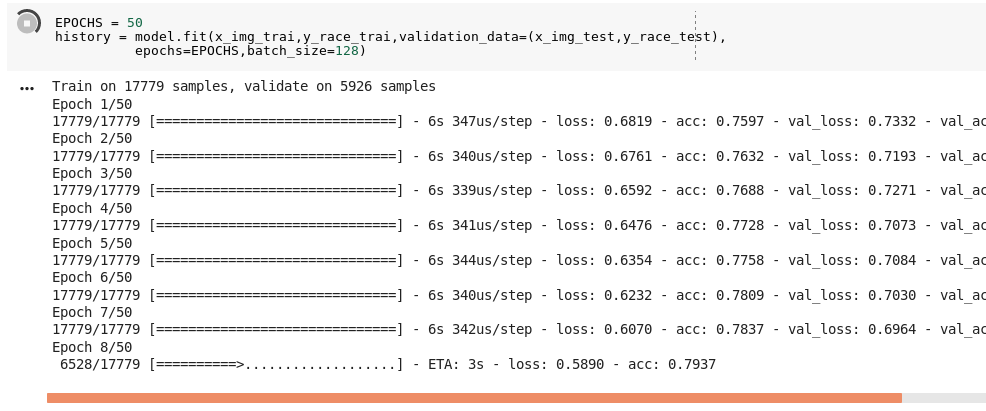 EPOCHS = 50
history = model.fit(x_img_trai,y_race_trai,validation_data=(x_img_test,y_race_test),
epochs=EPOCHS,batch_size=128)
Train on 17779 samples, validate on 5926 samples
Epoch 1/50
17779/17779 [==============================] - 6s 347us/step - loss: 0.6819 - acc: 0.7597 - val_loss: 0.7332 - val_ac
Epoch 2/50
17779/17779 [==============================] - 6s 340us/step - loss: 0.6761 - acc: 0.7632 - val_loss: 0.7193 - val_ac
Epoch 3/50
17779/17779 [==============================] - 6s 339us/step - loss: 0.6592 - acc: 0.7688 - val_loss: 0.7271 - val_ac
Epoch 4/50
17779/17779 [==============================] - 6s 341us/step - loss: 0.6476 - acc: 0.7728 - val_loss: 0.7073 - val_ac
Epoch 5/50
17779/17779 [==============================] - 6s 344us/step - loss: 0.6354 - acc: 0.7758 - val_loss: 0.7084 - val_ac
Epoch 6/50
17779/17779 [==============================] - 6s 340us/step - loss: 0.6232 - acc: 0.7809 - val_loss: 0.7030 - val_ac
Epoch 7/50
17779/17779 [==============================] - 6s 342us/step - loss: 0.6070 - acc: 0.7837 - val_loss: 0.6964 - val_ac
Epoch 8/50
6528/17779 [==========>...................] - ETA: 3s - loss: 0.5890 - acc: 0.7937